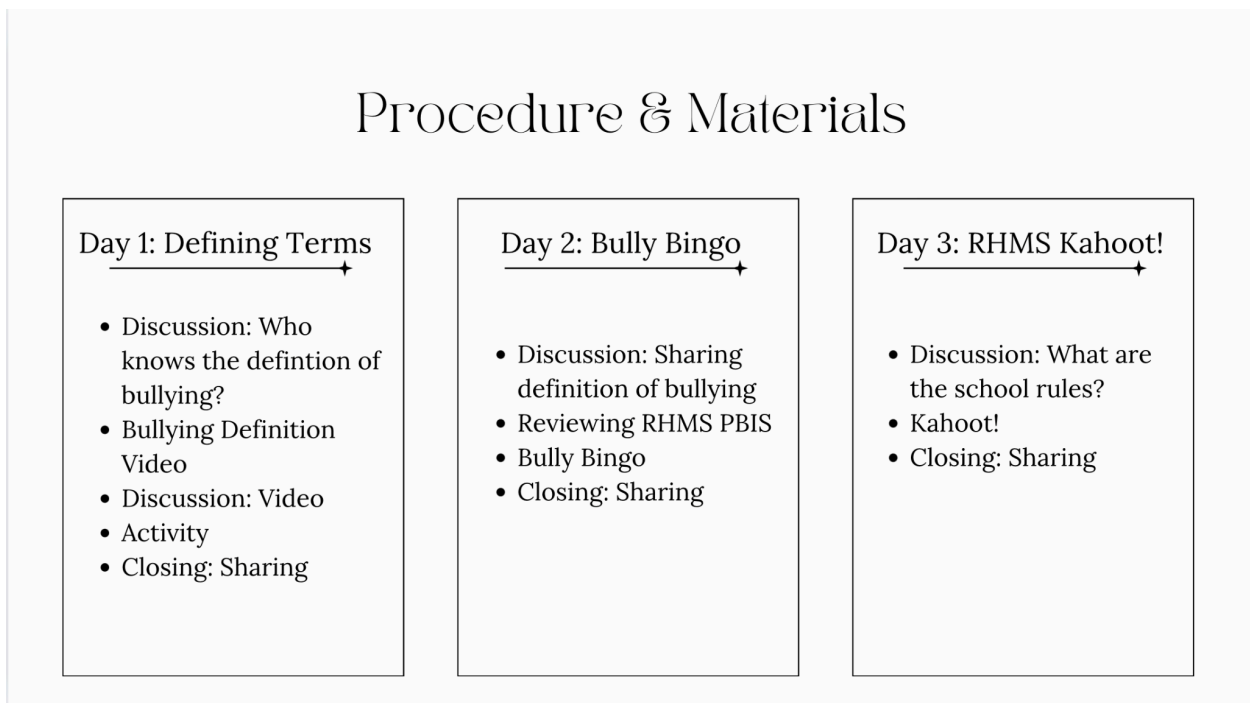 Procedure & Materials
Day 1: Defining Terms
• Discussion: Who
knows the defintion of
bullying?
• Bullying Definition
Video
• Discussion: Video
• Activity
• Closing: Sharing
Day 2: Bully Bingo
• Discussion: Sharing
definition of bullying
• Reviewing RHMS PBIS
• Bully Bingo
• Closing: Sharing
Day 3: RHMS Kahoot!
• Discussion: What are
the school rules?
• Kahoot!
• Closing: Sharing